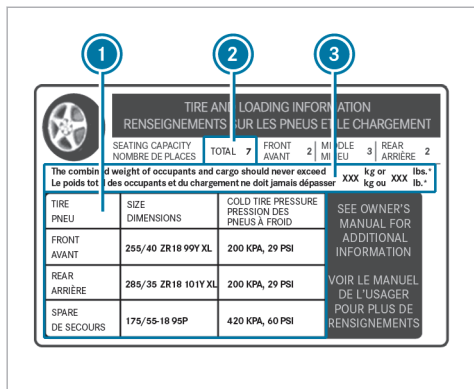 1 2 3
TIRE AND LOADING INFORMATION
RENSEIGNEMENTS SUR LES PNEUS ET LE CHARGEMENT
SEATING CAPACITY
NOMBRE DE PLACES
TOTAL 7
FRONT
AVANT 2
MIDDLE
MILIEU 3
REAR
ARRIÈRE 2
The combined weight of occupants and cargo should never exceed XXX kg or XXX lbs.*
Le poids total des occupants et du chargement ne doit jamais dépasser XXX kg ou XXX lb.*
TIRE
PNEU
SIZE
DIMENSIONS
COLD TIRE PRESSURE
PRESSION DES
PNEUS À FROID
FRONT
AVANT
255/40 ZR18 99Y XL
200 KPA, 29 PSI
REAR
ARRIÈRE
285/35 ZR18 101Y XL
200 KPA, 29 PSI
SPARE
DE SECOURS
175/55-18 95P
420 KPA, 60 PSI
SEE OWNER'S
MANUAL FOR
ADDITIONAL
INFORMATION
VOIR LE MANUEL
DE L'USAGER
POUR PLUS DE
RENSIGNEMENTS